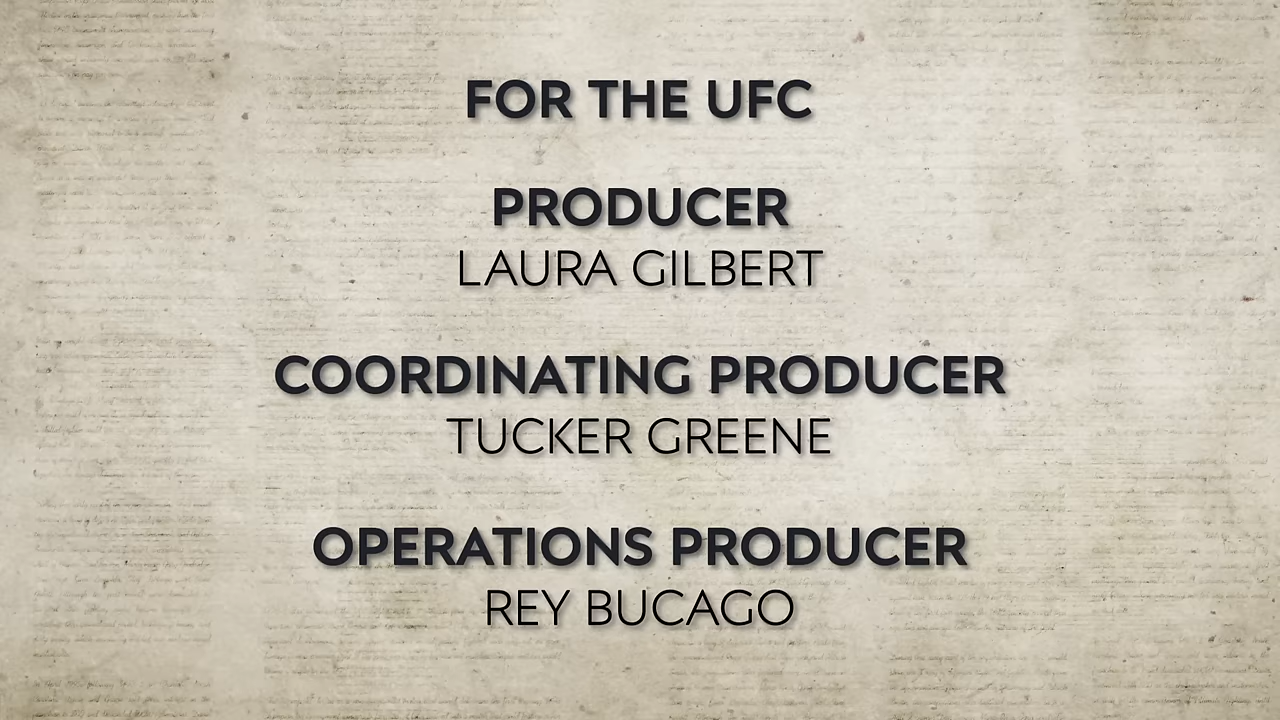 FOR THE UFC
PRODUCER
LAURA GILBERT
COORDINATING PRODUCER
TUCKER GREENE
OPERATIONS PRODUCER
REY BUCAGO